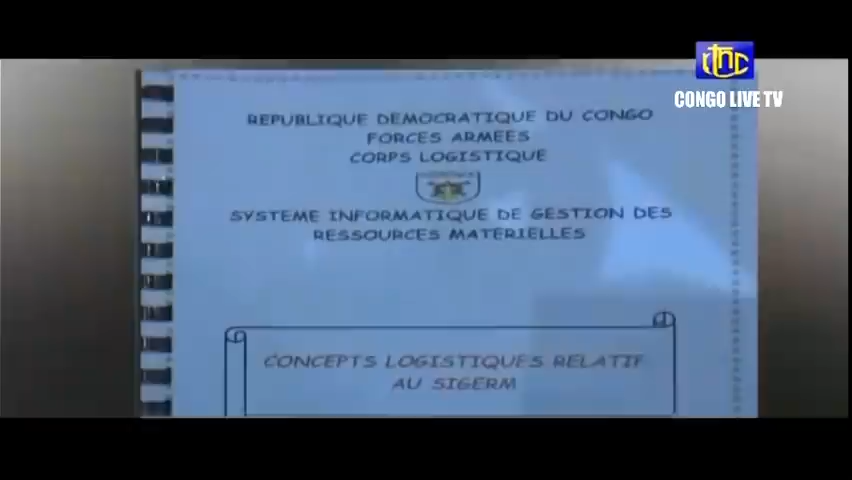 rtnc
CONGO LIVE TV
REPUBLIQUE DEMOCRATIQUE DU CONGO
FORCES ARMEES
CORPS LOGISTIQUE
SYSTEME INFORMATIQUE DE GESTION DES
RESSOURCES MATERIELLES
CONCEPTS LOGISTIQUES RELATIF
AU SIGERM